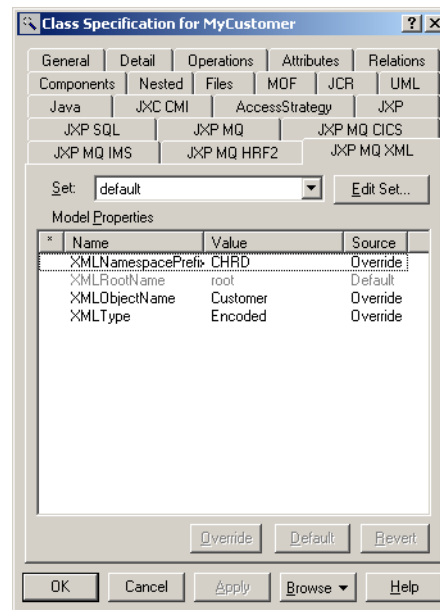 Class Specification for MyCustomer
General Detail Operations Attributes Relations
Components Nested Files MOF JCR UML
Java JXC CMI AccessStrategy JXP
JXP SQL JXP MQ JXP MQ CICS
JXP MQ IMS JXP MQ HRF2 JXP MQ XML
Set: default Edit Set...
Model Properties
* Name Value Source
XMLNamespacePrefi CHRD Override
XMLRootName root Default
XMLObjectName Customer Override
XMLType Encoded Override
Override Default Revert
OK Cancel Apply Browse Help